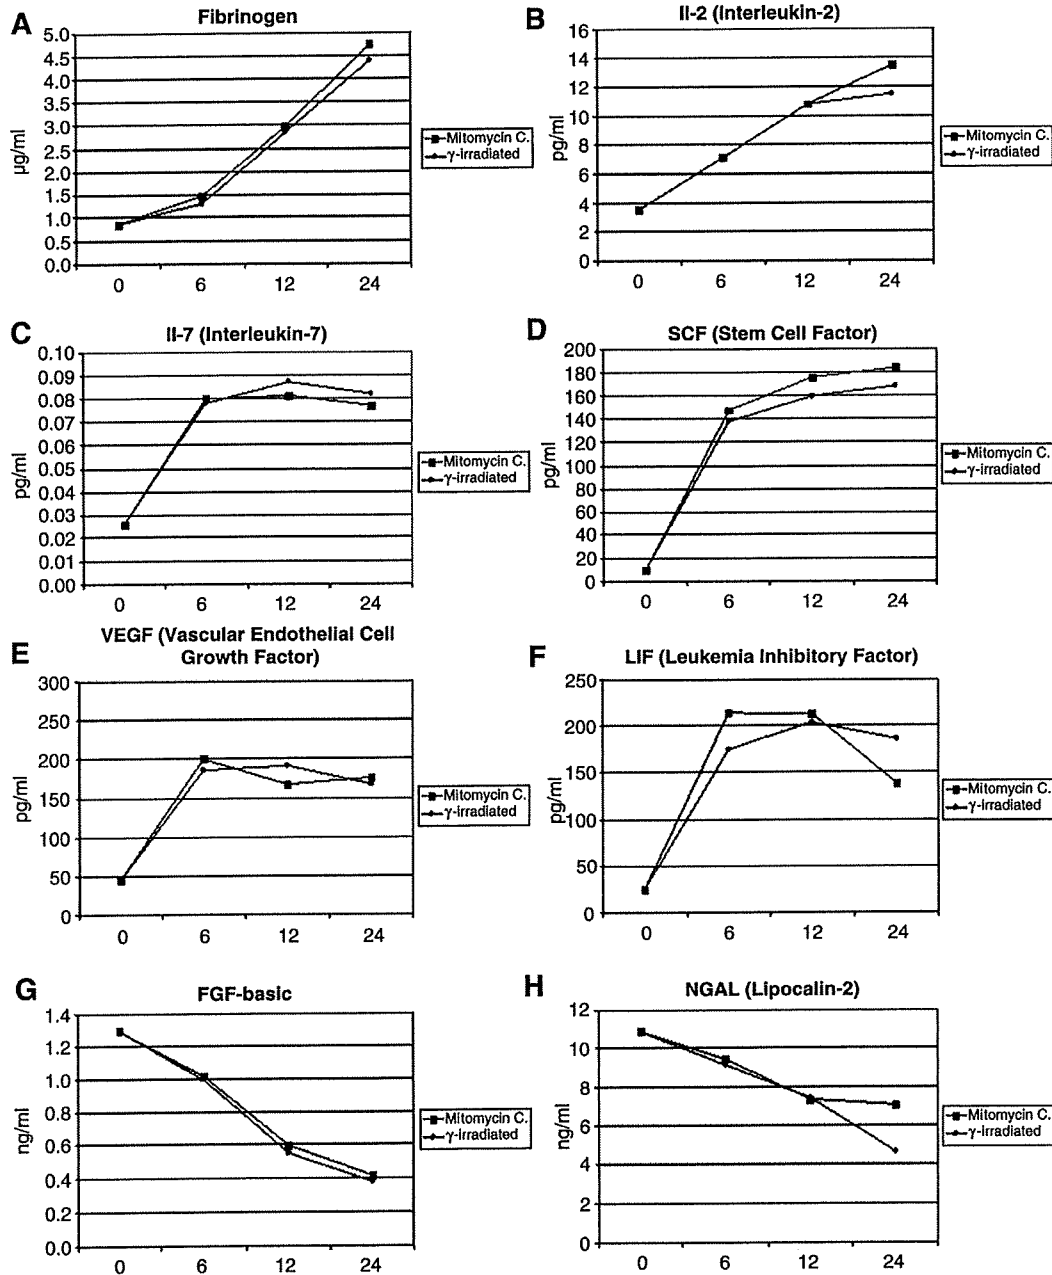 A
Fibrinogen
5.0
4.5
4.0
3.5
3.0
2.5
2.0
1.5
1.0
0.5
0.0
µg/ml
0 6 12 24
Mitomycin C.
γ-irradiated
B
Il-2 (Interleukin-2)
16
14
12
10
8
6
4
2
0
pg/ml
0 6 12 24
Mitomycin C.
γ-irradiated
C
Il-7 (Interleukin-7)
0.10
0.09
0.08
0.07
0.06
0.05
0.04
0.03
0.02
0.01
0.00
pg/ml
0 6 12 24
Mitomycin C.
γ-irradiated
D
SCF (Stem Cell Factor)
200
180
160
140
120
100
80
60
40
20
0
pg/ml
0 6 12 24
Mitomycin C.
γ-irradiated
E
VEGF (Vascular Endothelial Cell
Growth Factor)
300
250
200
150
100
50
0
pg/ml
0 6 12 24
Mitomycin C.
γ-irradiated
F
LIF (Leukemia Inhibitory Factor)
250
200
150
100
50
0
pg/ml
0 6 12 24
Mitomycin C.
γ-irradiated
G
FGF-basic
1.4
1.2
1.0
0.8
0.6
0.4
0.2
0.0
ng/ml
0 6 12 24
Mitomycin C.
γ-irradiated
H
NGAL (Lipocalin-2)
12
10
8
6
4
2
0
ng/ml
0 6 12 24
Mitomycin C.
γ-irradiated